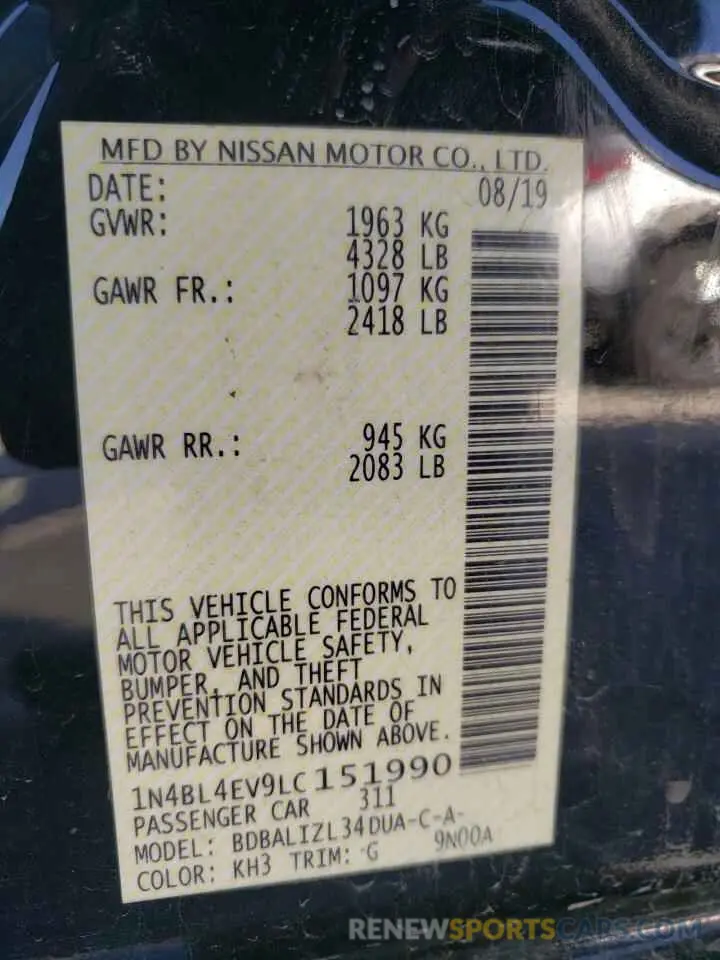 MFD BY NISSAN MOTOR CO., LTD.
DATE: 08/19
GVWR: 1963 KG
4328 LB
GAWR FR.: 1097 KG
2418 LB
GAWR RR.: 945 KG
2083 LB
THIS VEHICLE CONFORMS TO
ALL APPLICABLE FEDERAL
MOTOR VEHICLE SAFETY,
BUMPER, AND THEFT
PREVENTION STANDARDS IN
EFFECT ON THE DATE OF
MANUFACTURE SHOWN ABOVE.
1N4BL4EV9LC151990
PASSENGER CAR 311
MODEL: BDBALIZL34DUA-C-A-
COLOR: KH3 TRIM: G 9N00A
RENEWSPORTSCARS.COM